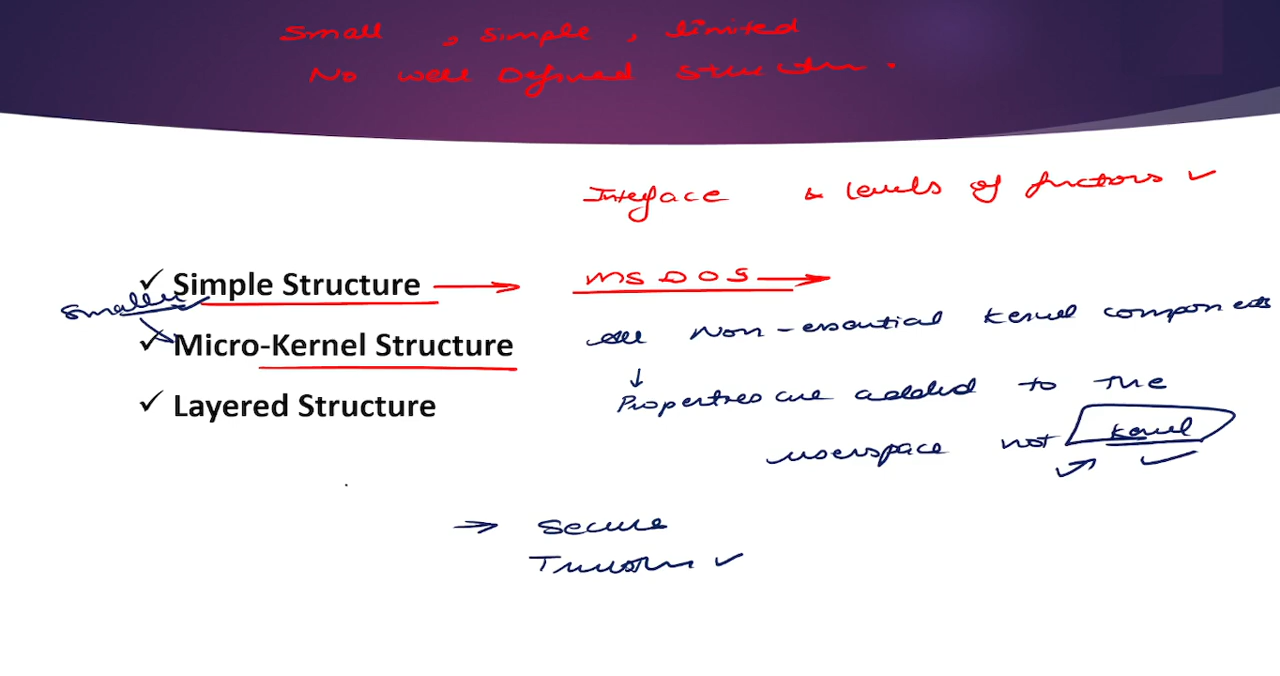 Small , simple , limited
No well Defined structure .
Interface & levels of functions
Simple Structure
MS DOS
smaller
All Non-essential kernel components
Micro-Kernel Structure
Properties are added to the
Layered Structure
userspace not kernel
Secure